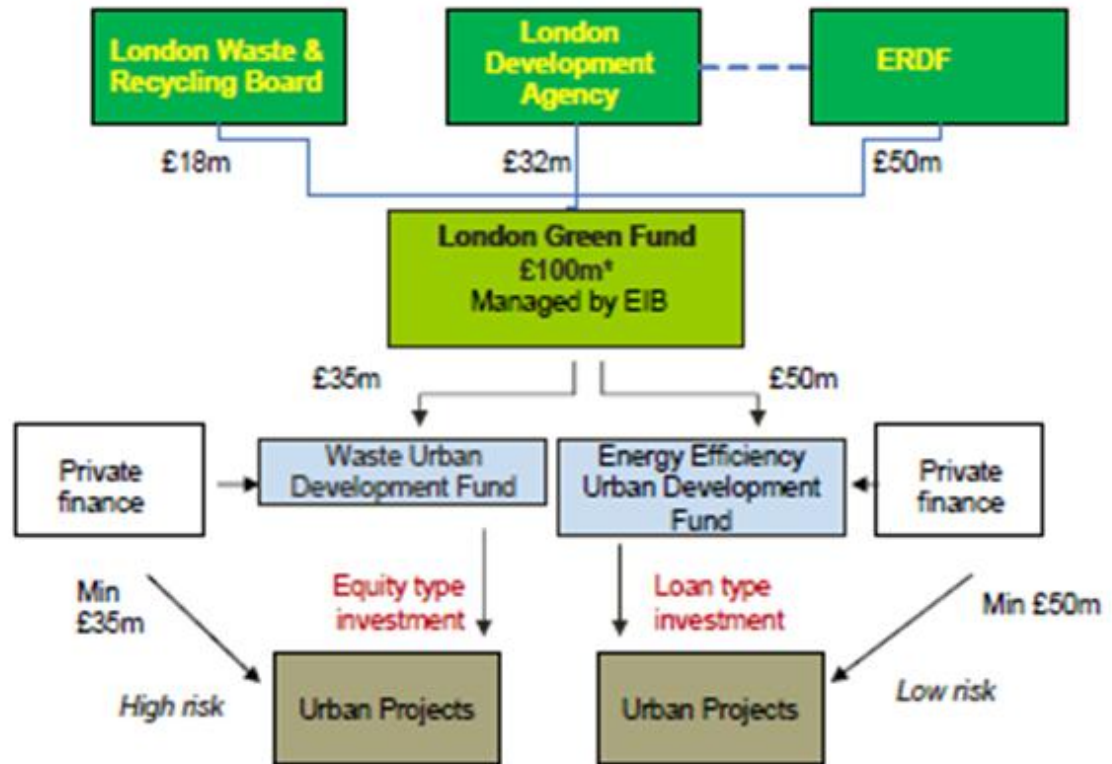 London Waste &
Recycling Board
London
Development
Agency
ERDF
£18m
£32m
£50m
London Green Fund
£100m*
Managed by EIB
£35m
£50m
Private
finance
Waste Urban
Development Fund
Energy Efficiency
Urban Development
Fund
Private
finance
Min
£35m
Equity type
investment
Loan type
investment
Min £50m
High risk
Urban Projects
Urban Projects
Low risk